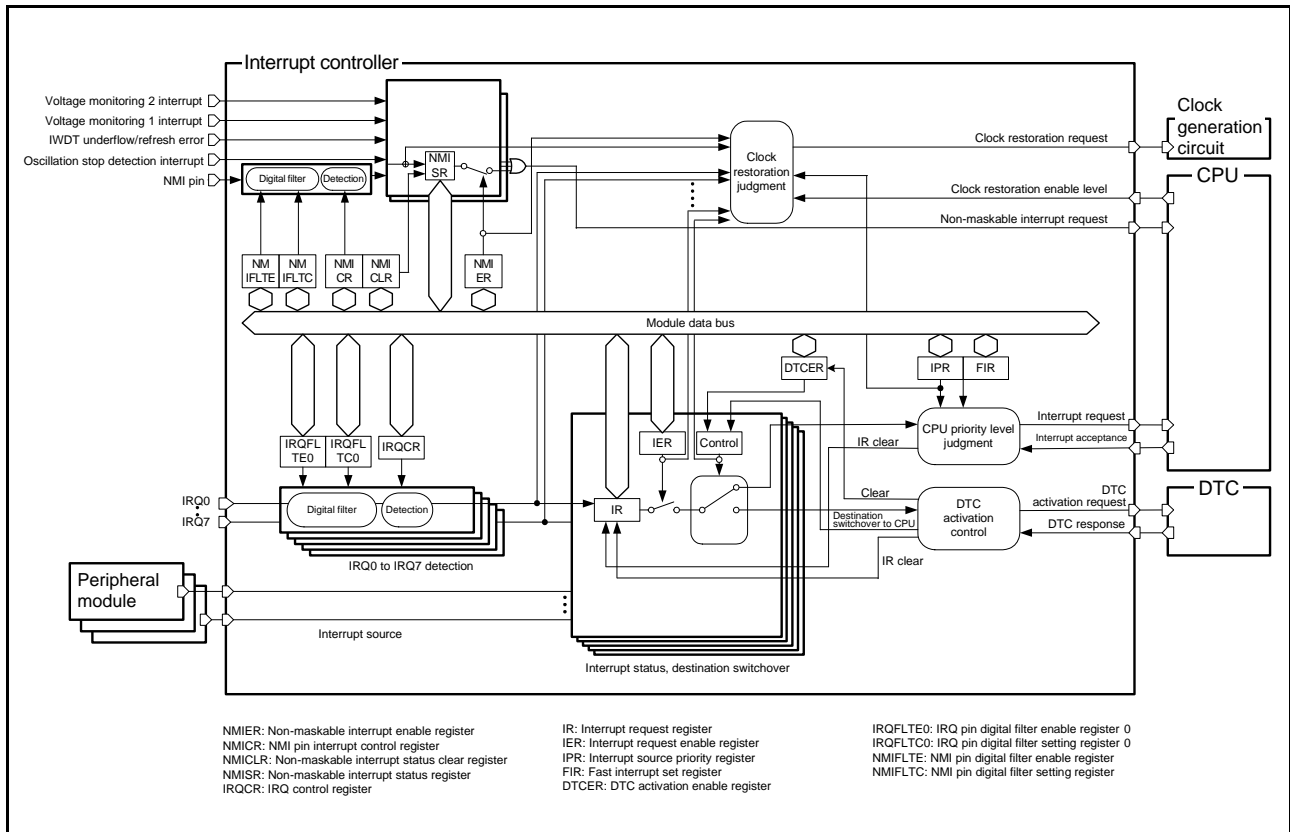 Interrupt controller
Voltage monitoring 2 interrupt
Voltage monitoring 1 interrupt
IWDT underflow/refresh error
Oscillation stop detection interrupt
NMI pin
Digital filter
Detection
NMI
SR
Clock
restoration
judgment
Clock restoration request
Clock restoration enable level
Non-maskable interrupt request
Clock
generation
circuit
CPU
NM
IFLTE
NM
IFLTC
NMI
CR
NMI
CLR
NMI
ER
Module data bus
DTCER
IPR
FIR
IRQFL
TE0
IRQFL
TC0
IRQCR
IER
Control
CPU priority level
judgment
Interrupt request
Interrupt acceptance
IR clear
IRQ0
IRQ7
Digital filter
Detection
IR
Clear
Destination
switchover to CPU
DTC
activation
control
DTC
activation request
DTC response
DTC
IR clear
IRQ0 to IRQ7 detection
Peripheral
module
Interrupt source
Interrupt status, destination switchover
NMIER: Non-maskable interrupt enable register
NMICR: NMI pin interrupt control register
NMICLR: Non-maskable interrupt status clear register
NMISR: Non-maskable interrupt status register
IRQCR: IRQ control register
IR: Interrupt request register
IER: Interrupt request enable register
IPR: Interrupt source priority register
FIR: Fast interrupt set register
DTCER: DTC activation enable register
IRQFLTE0: IRQ pin digital filter enable register 0
IRQFLTC0: IRQ pin digital filter setting register 0
NMIFLTE: NMI pin digital filter enable register
NMIFLTC: NMI pin digital filter setting register